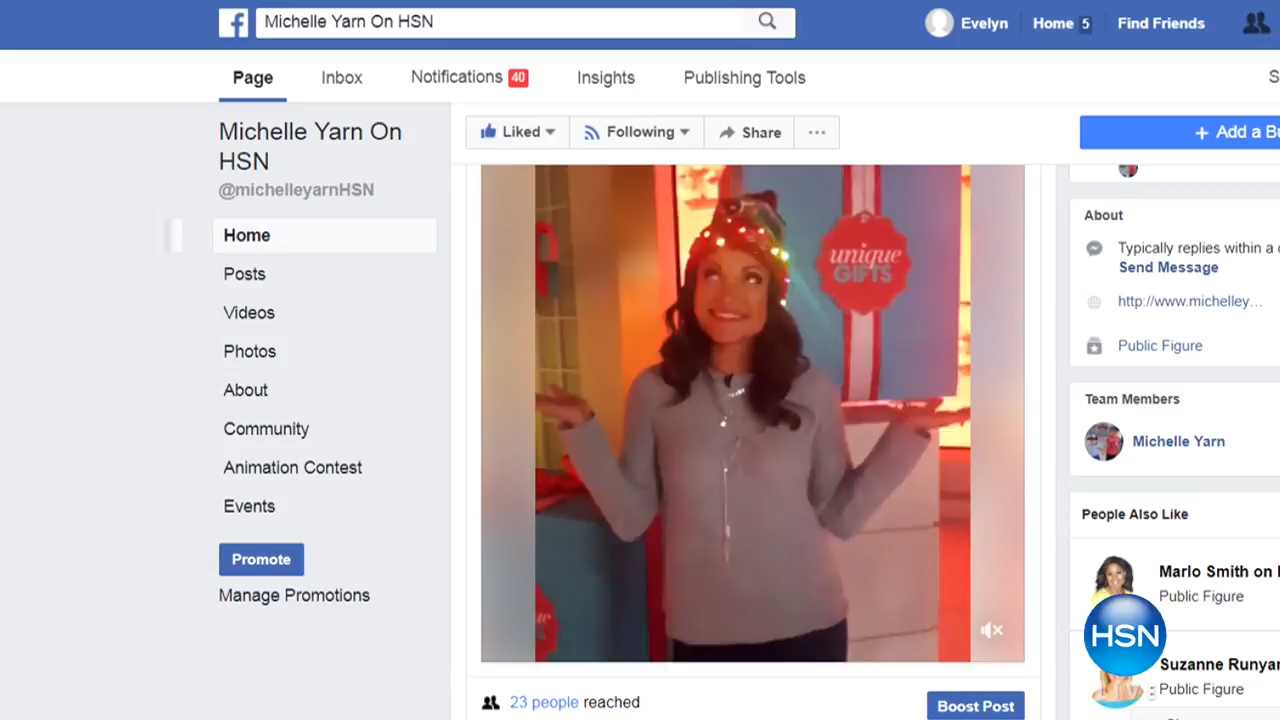 Michelle Yarn On HSN
Evelyn
Home 5
Find Friends
Page
Inbox
Notifications 40
Insights
Publishing Tools
Michelle Yarn On
HSN
@michelleyarnHSN
Liked
Following
Share
+ Add a
Home
Posts
Videos
Photos
About
Community
Animation Contest
Events
Promote
Manage Promotions
unique
GIFTS
23 people reached
Boost Post
About
Typically replies within a
Send Message
http://www.michelley…
Public Figure
Team Members
Michelle Yarn
People Also Like
Marlo Smith on
Public Figure
HSN
Suzanne Runyan
Public Figure